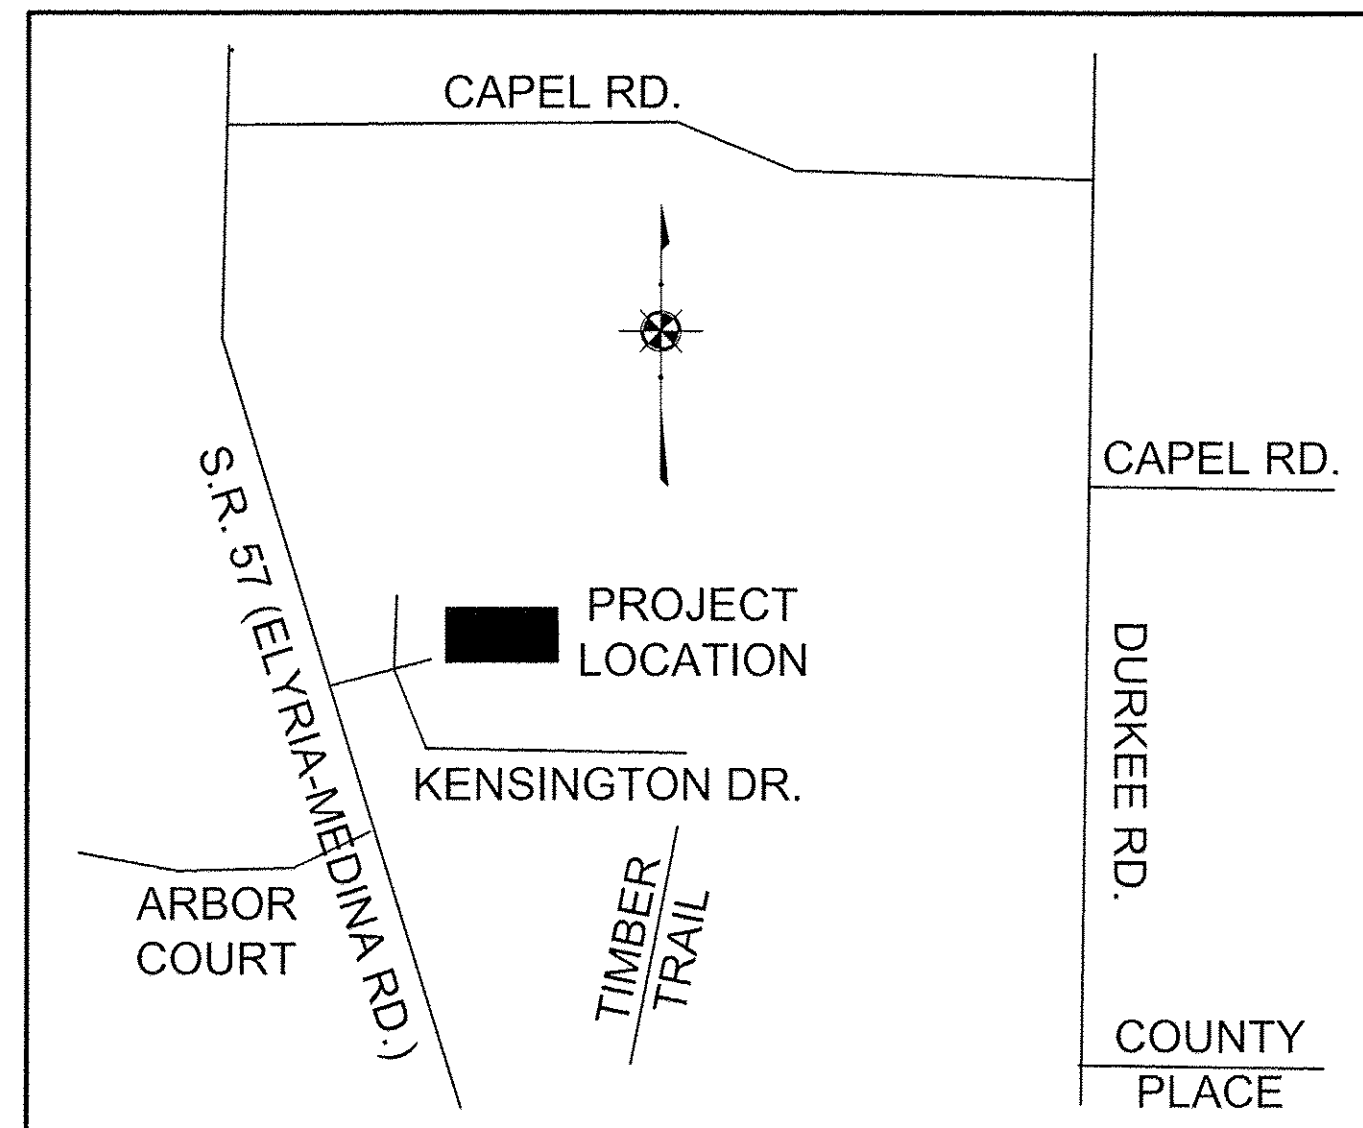 CAPEL RD.
CAPEL RD.
S.R. 57 (ELYRIA-MEDINA RD.)
PROJECT
LOCATION
DURKEE RD.
KENSINGTON DR.
ARBOR
COURT
TIMBER
TRAIL
COUNTY
PLACE